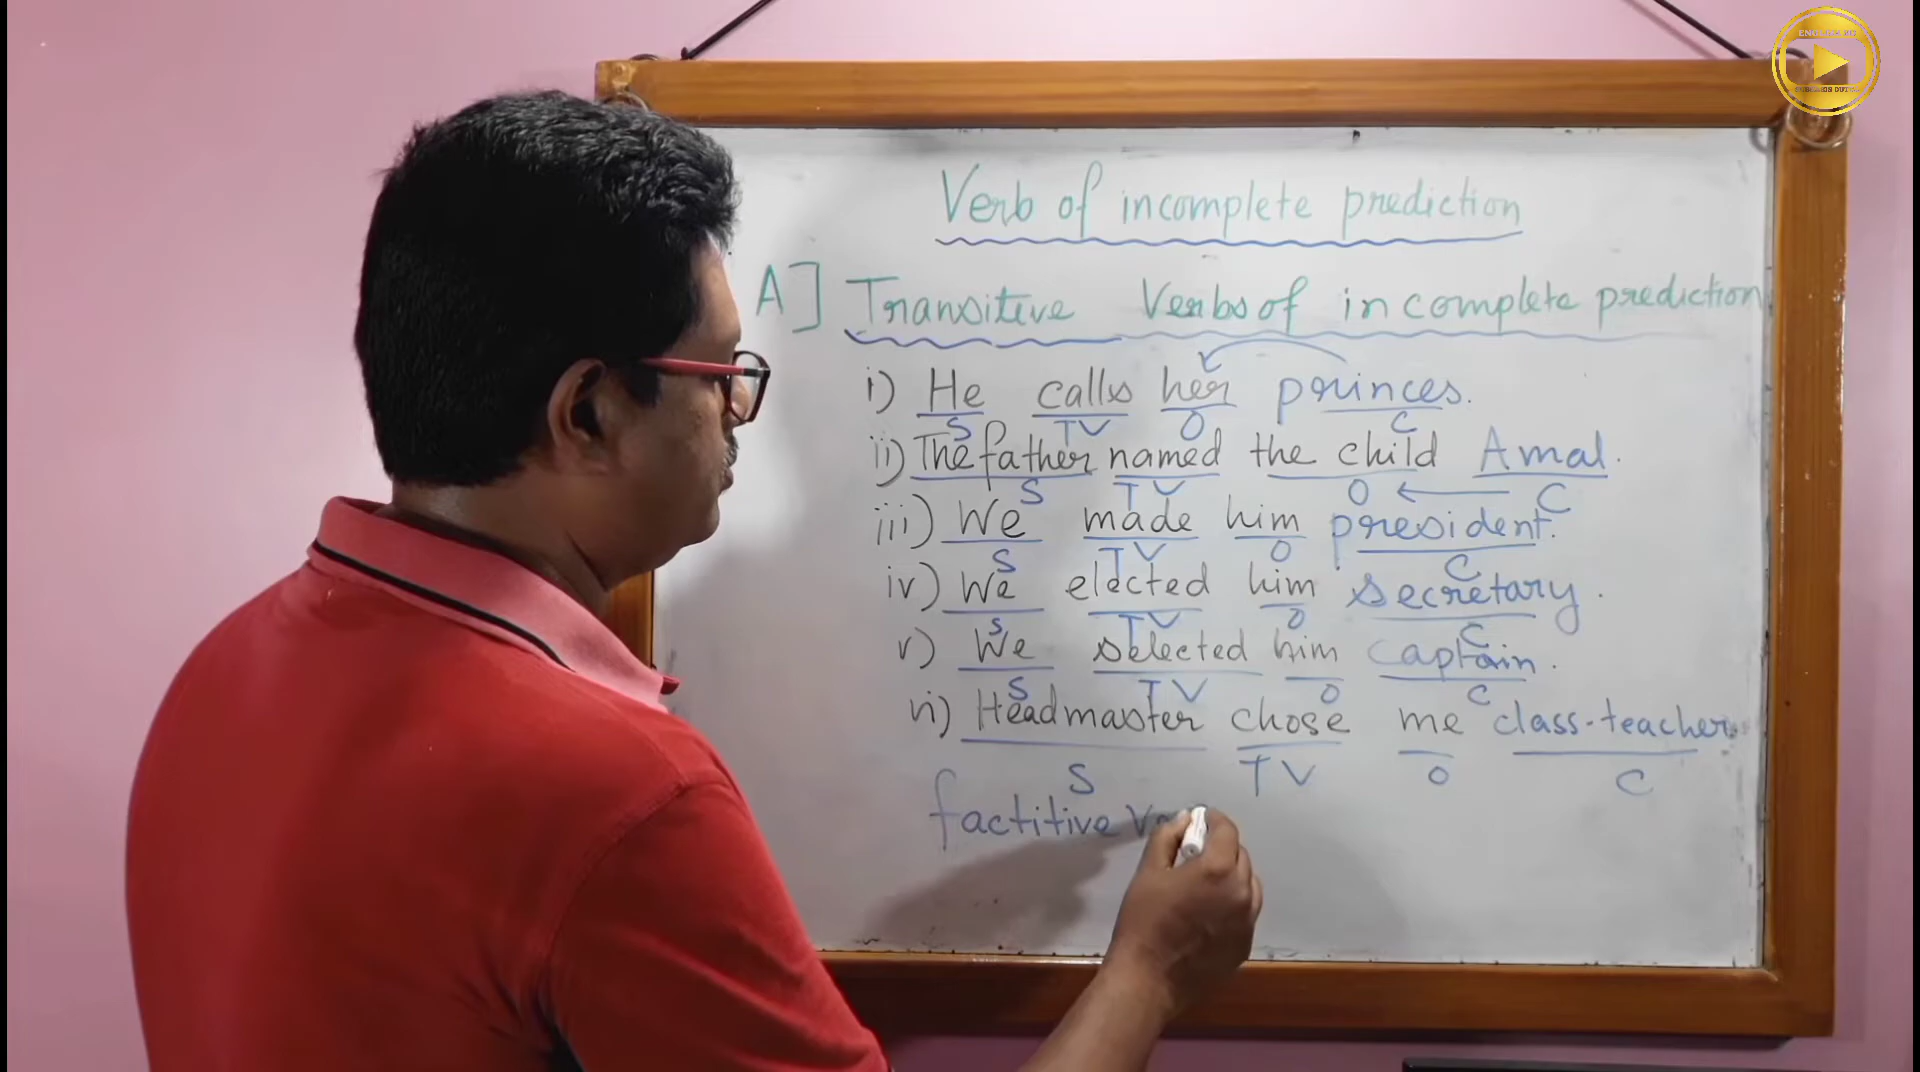 Verb of incomplete prediction
A] Transitive Verbs of incomplete prediction
i) He calls her princes.
S TV O C
ii) The father named the child Amal.
S TV O C
iii) We made him president.
S TV O C
iv) We elected him secretary.
S TV O C
v) We selected him captain.
S TV O C
vi) Headmaster chose me class-teacher.
S TV O C
factitive